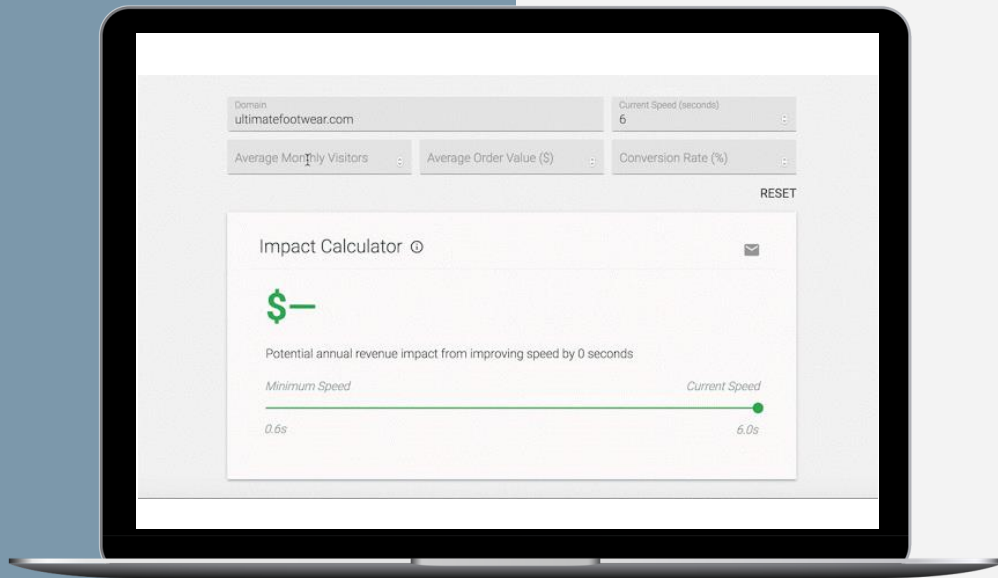 Domain
ultimatefootwear.com
Current Speed (seconds)
6
Average Monthly Visitors
Average Order Value ($)
Conversion Rate (%)
RESET
Impact Calculator
$—
Potential annual revenue impact from improving speed by 0 seconds
Minimum Speed
Current Speed
0.6s
6.0s